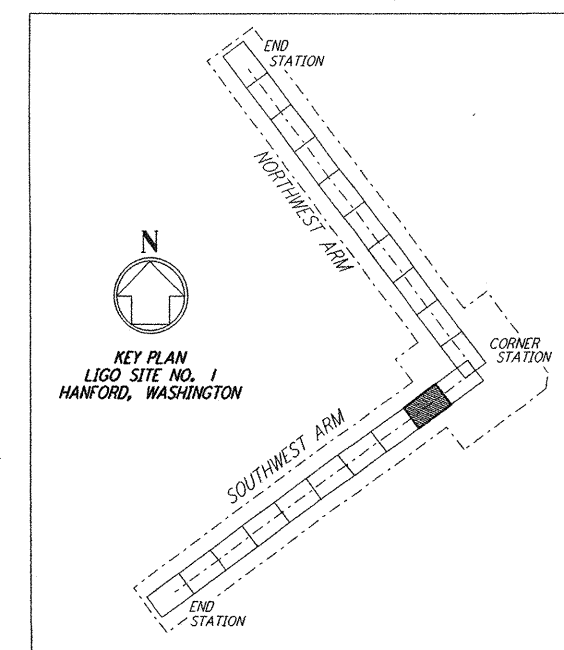 END
STATION
NORTHWEST ARM
N
KEY PLAN
LIGO SITE NO. 1
HANFORD, WASHINGTON
CORNER
STATION
SOUTHWEST ARM
END
STATION